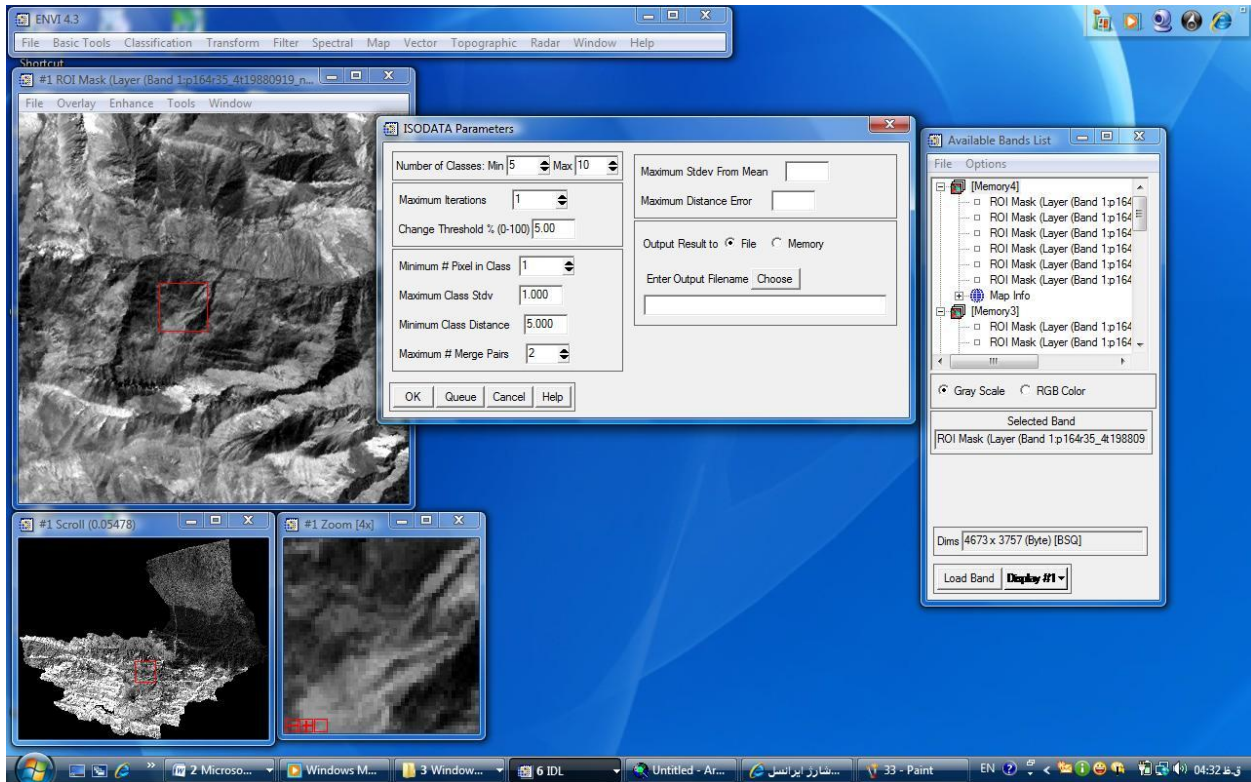 ENVI 4.3
File Basic Tools Classification Transform Filter Spectral Map Vector Topographic Radar Window Help
Shortcut
#1 ROI Mask (Layer (Band 1:p164r35_4t19880919_n...
File Overlay Enhance Tools Window
ISODATA Parameters
Number of Classes: Min 5 Max 10
Maximum Iterations 1
Change Threshold % (0-100) 5.00
Minimum # Pixel in Class 1
Maximum Class Stdv 1.000
Minimum Class Distance 5.000
Maximum # Merge Pairs 2
OK Queue Cancel Help
Maximum Stdev From Mean
Maximum Distance Error
Output Result to File Memory
Enter Output Filename Choose
Available Bands List
File Options
[Memory4]
ROI Mask (Layer (Band 1:p164
ROI Mask (Layer (Band 1:p164
ROI Mask (Layer (Band 1:p164
ROI Mask (Layer (Band 1:p164
ROI Mask (Layer (Band 1:p164
ROI Mask (Layer (Band 1:p164
Map Info
[Memory3]
ROI Mask (Layer (Band 1:p164
ROI Mask (Layer (Band 1:p164
Gray Scale RGB Color
Selected Band
ROI Mask (Layer (Band 1:p164r35_4t198809
Dims 4673 x 3757 (Byte) [BSQ]
Load Band Display #1
#1 Scroll (0.05478)
#1 Zoom [4x]
2 Microso... Windows M... 3 Window... 6 IDL Untitled - Ar... شارژ ایرانسل... 33 - Paint EN 04:32 ق.ظ